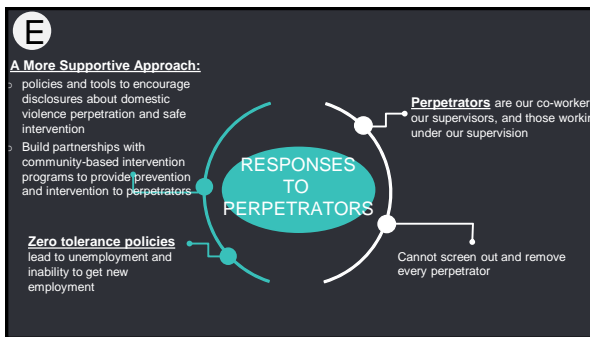 E
A More Supportive Approach:
policies and tools to encourage
disclosures about domestic
violence perpetration and safe
intervention
Build partnerships with
community-based intervention
programs to provide prevention
and intervention to perpetrators
Zero tolerance policies
lead to unemployment and
inability to get new
employment
RESPONSES
TO
PERPETRATORS
Perpetrators are our co-worker
our supervisors, and those workin
under our supervision
Cannot screen out and remove
every perpetrator